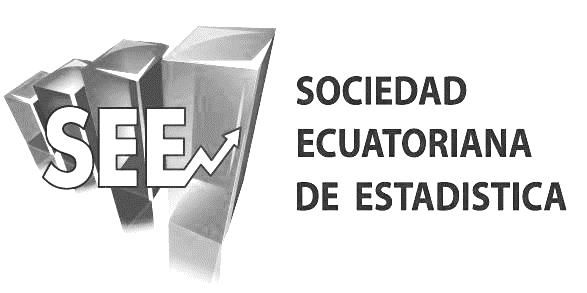 SEE
SOCIEDAD
ECUATORIANA
DE ESTADISTICA